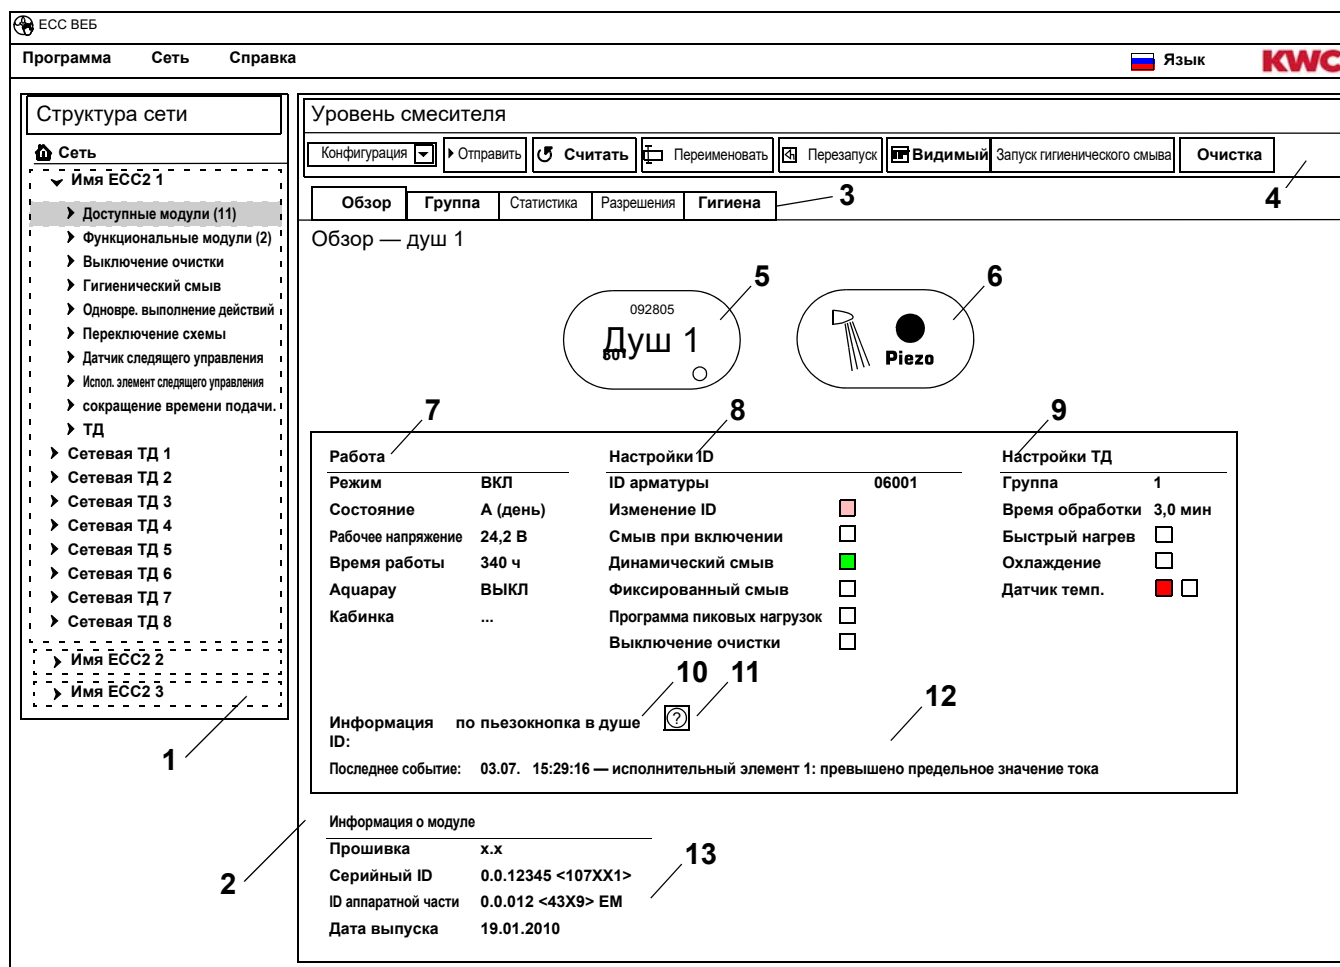 ECC ВЕБ
Программа Сеть Справка Язык KWC
Структура сети
Сеть
Имя ECC2 1
Доступные модули (11)
Функциональные модули (2)
Выключение очистки
Гигиенический смыв
Одновре. выполнение действий
Переключение схемы
Датчик следящего управления
Испол. элемент следящего управления
сокращение времени подачи.
ТД
Сетевая ТД 1
Сетевая ТД 2
Сетевая ТД 3
Сетевая ТД 4
Сетевая ТД 5
Сетевая ТД 6
Сетевая ТД 7
Сетевая ТД 8
Имя ECC2 2
Имя ECC2 3
1
2
Уровень смесителя
Конфигурация Отправить Считать Переименовать Перезапуск Видимый Запуск гигиенического смыва Очистка
4
Обзор Группа Статистика Разрешения Гигиена 3
Обзор — душ 1
5
092805
Душ 1
60'
6
Piezo
7 8 9
Работа Настройки ID Настройки ТД
Режим ВКЛ ID арматуры 06001 Группа 1
Состояние А (день) Изменение ID Время обработки 3,0 мин
Рабочее напряжение 24,2 В Смыв при включении Быстрый нагрев
Время работы 340 ч Динамический смыв Охлаждение
Aquapay ВЫКЛ Фиксированный смыв Датчик темп.
Кабинка ... Программа пиковых нагрузок
Выключение очистки
10 11 12
Информация по пьезокнопка в душе ?
ID:
Последнее событие: 03.07. 15:29:16 — исполнительный элемент 1: превышено предельное значение тока
Информация о модуле
Прошивка x.x
Серийный ID 0.0.12345 <107XX1>
ID аппаратной части 0.0.012 <43X9> EM
Дата выпуска 19.01.2010
13